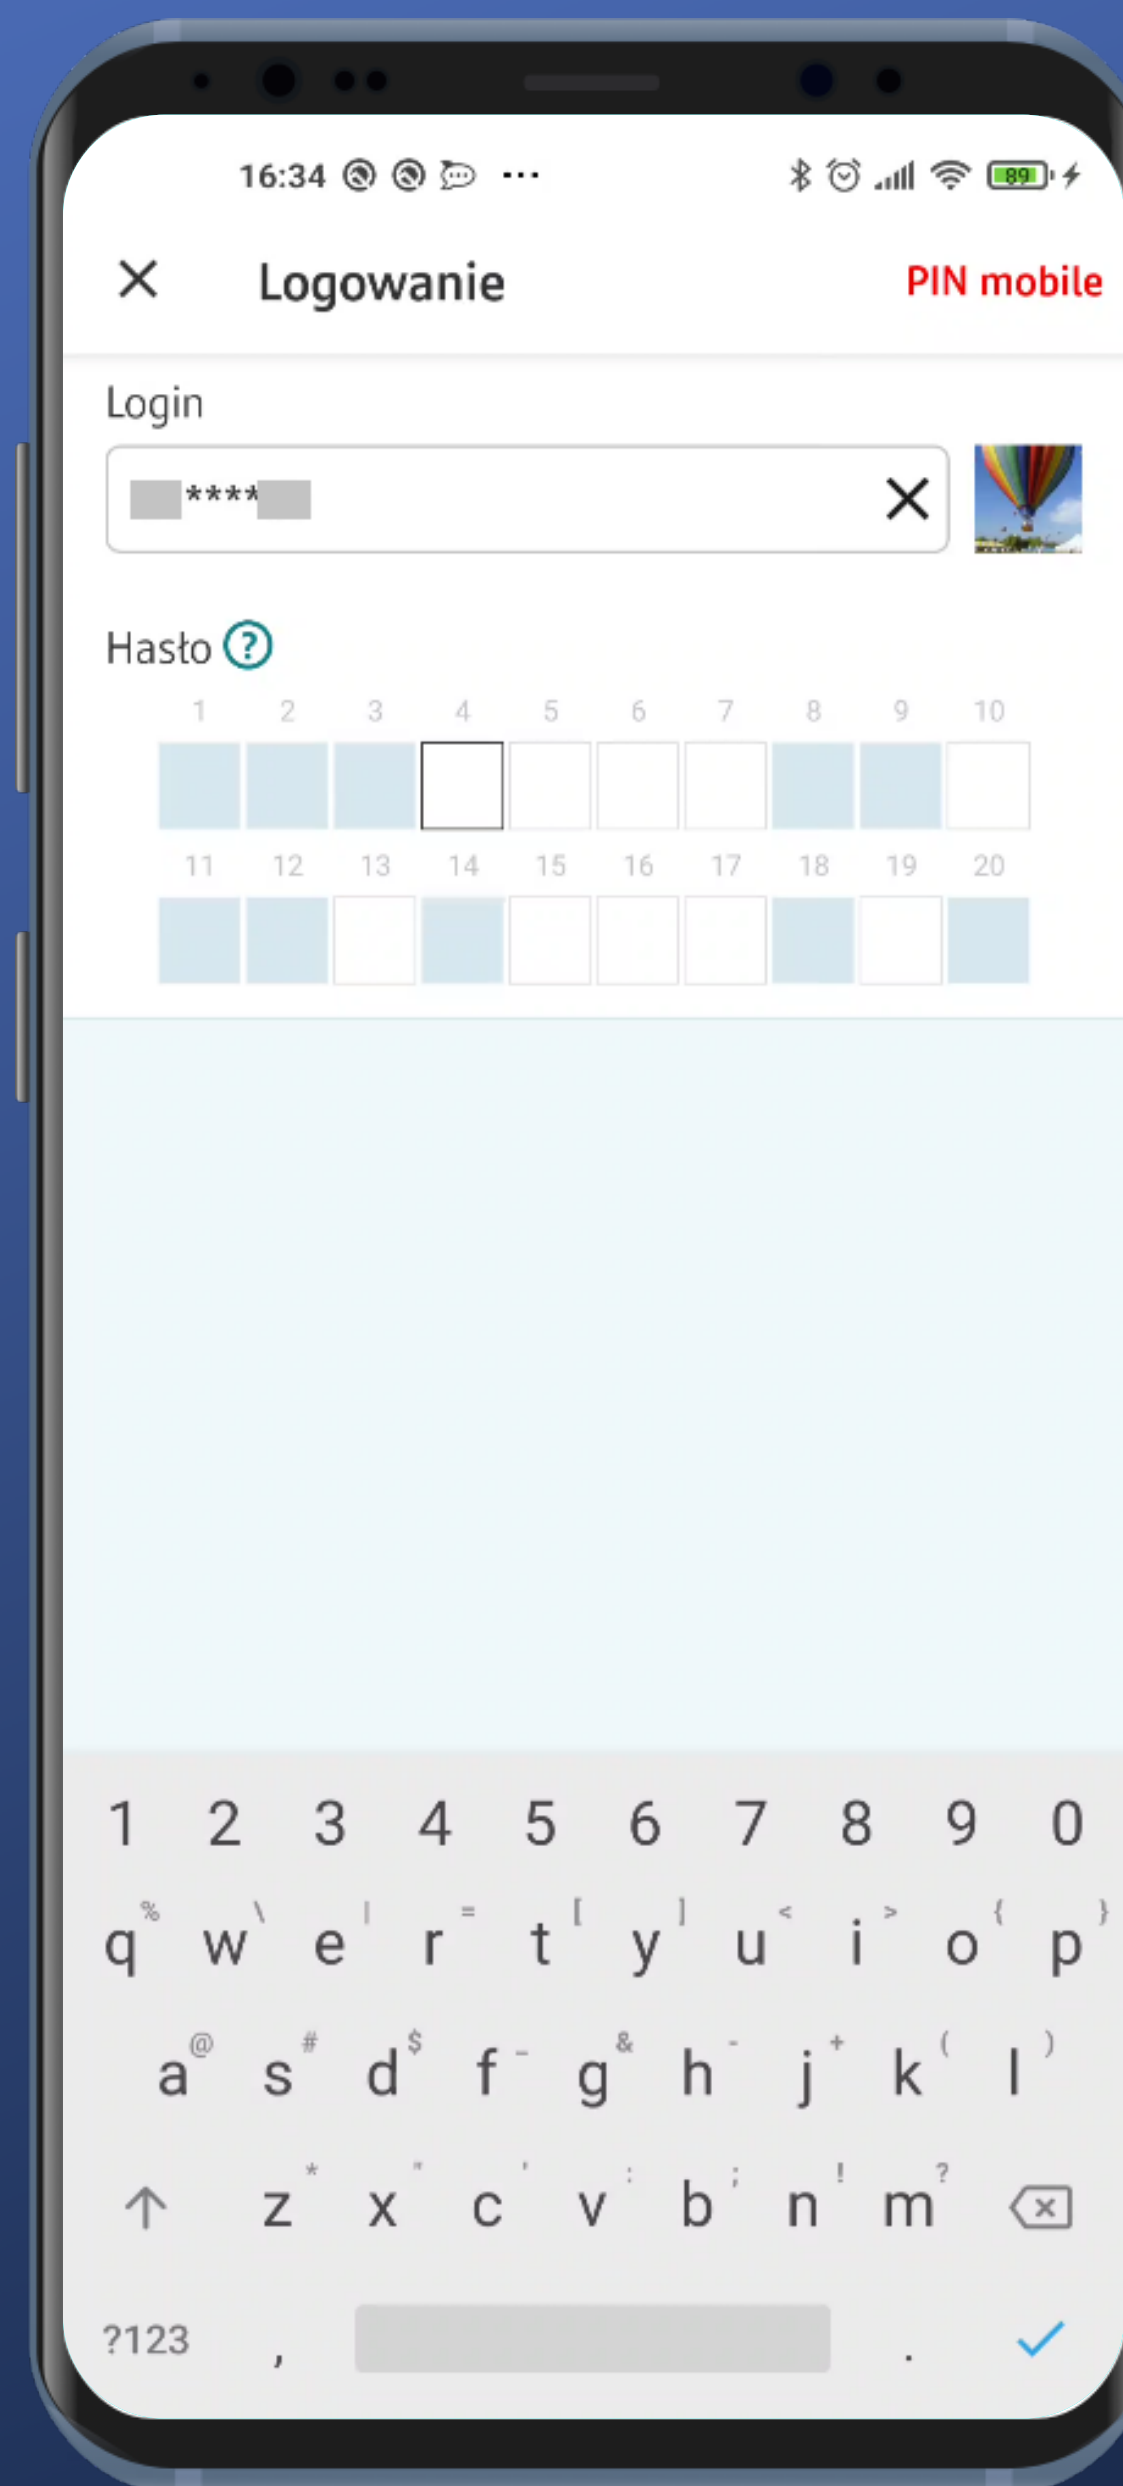 16:34 ... 89
Logowanie PIN mobile
Login
****
Hasło ?
1 2 3 4 5 6 7 8 9 10
11 12 13 14 15 16 17 18 19 20
1 2 3 4 5 6 7 8 9 0
% \ | = [ ] < > { }
q w e r t y u i o p
@ # $ _ & - + ( )
a s d f g h j k l
* " ' : ; ! ?
z x c v b n m
?123 , .